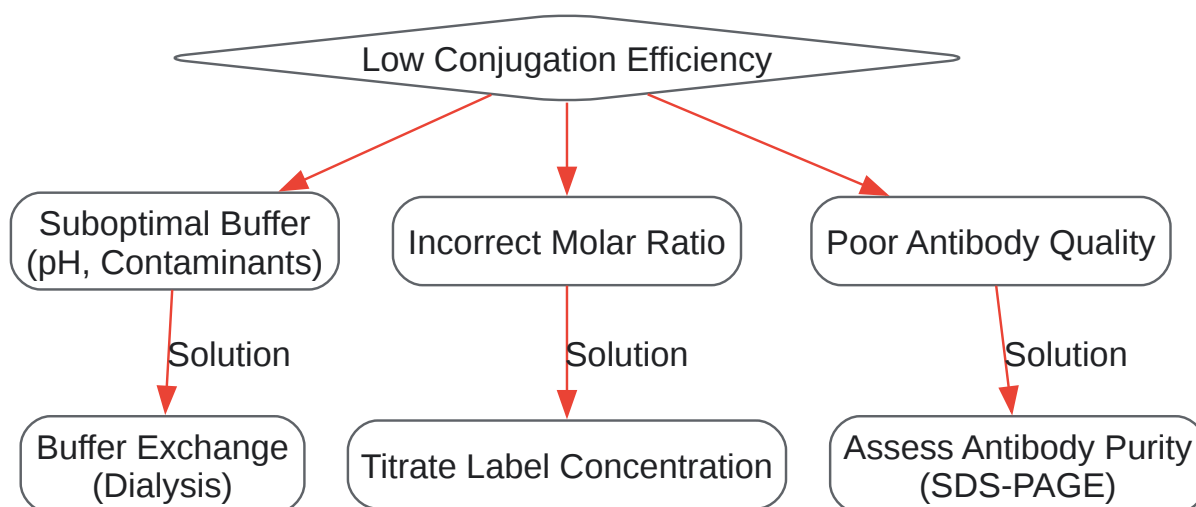 Low Conjugation Efficiency
Suboptimal Buffer
(pH, Contaminants)
Incorrect Molar Ratio
Poor Antibody Quality
Solution
Solution
Solution
Buffer Exchange
(Dialysis)
Titrate Label Concentration
Assess Antibody Purity
(SDS-PAGE)